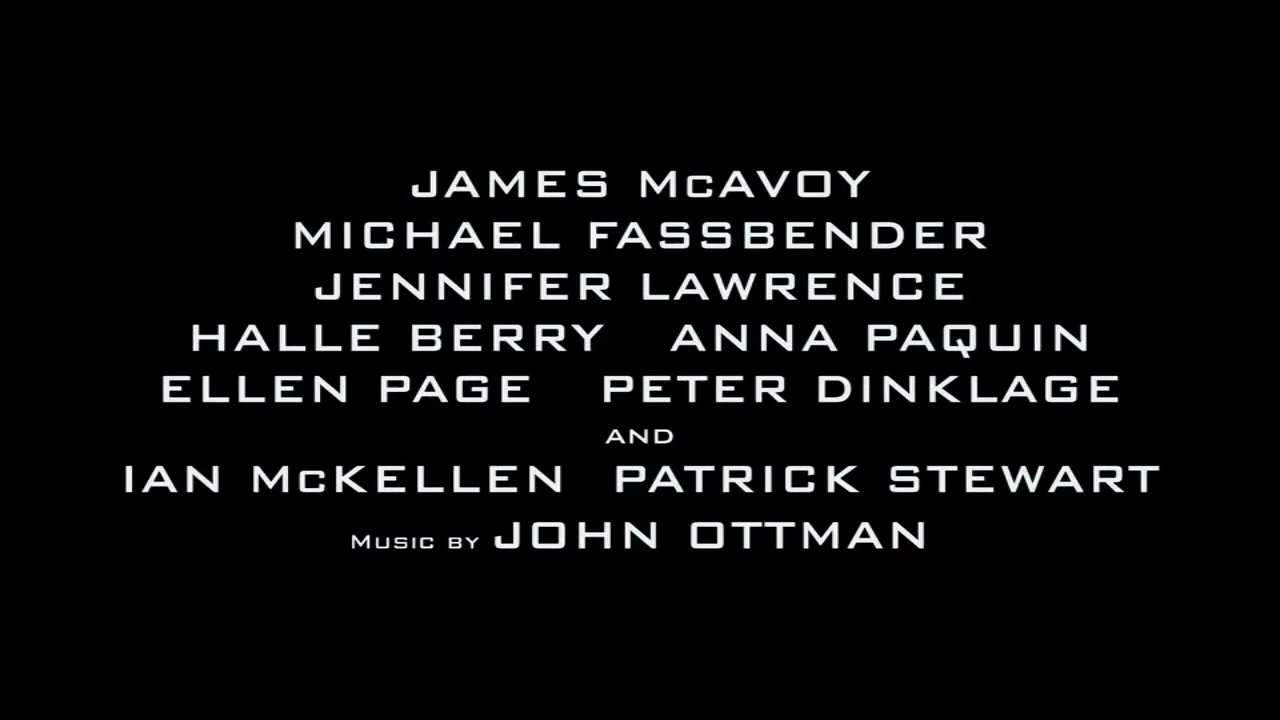 JAMES McAVOY
MICHAEL FASSBENDER
JENNIFER LAWRENCE
HALLE BERRY ANNA PAQUIN
ELLEN PAGE PETER DINKLAGE
AND
IAN McKELLEN PATRICK STEWART
MUSIC BY JOHN OTTMAN